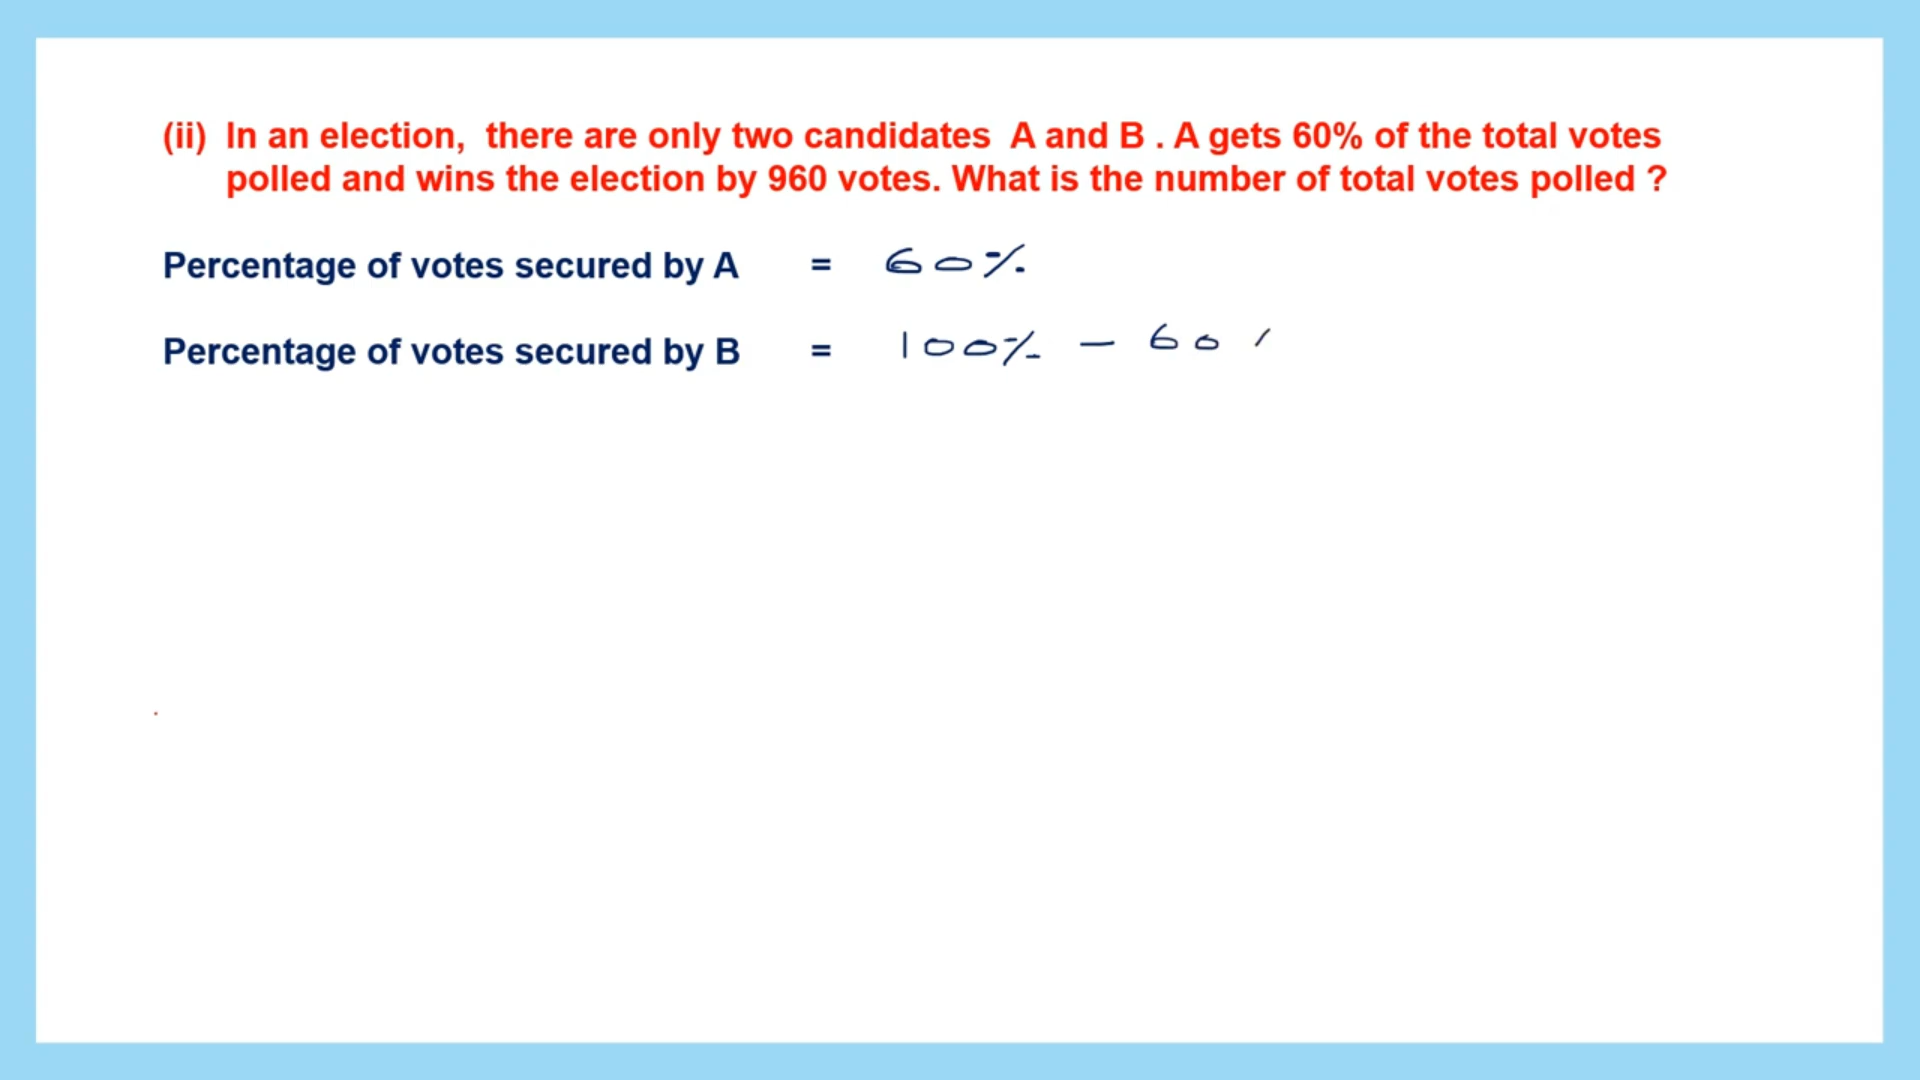 (ii) In an election, there are only two candidates A and B . A gets 60% of the total votes
polled and wins the election by 960 votes. What is the number of total votes polled ?
Percentage of votes secured by A = 60%
Percentage of votes secured by B = 100% - 60